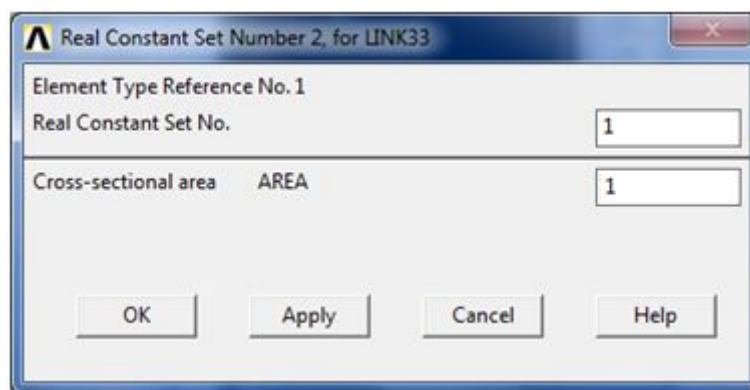 Real Constant Set Number 2, for LINK33
Element Type Reference No. 1
Real Constant Set No. 1
Cross-sectional area AREA 1
OK Apply Cancel Help